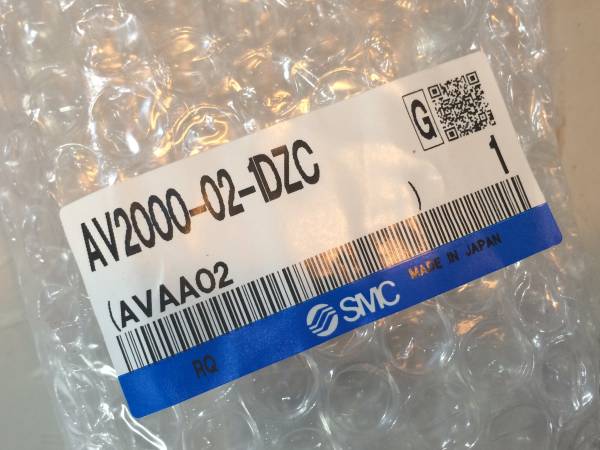 G
AV2000-02-1DZC
1
(AVAA02 )
MADE IN JAPAN
SMC
RQ